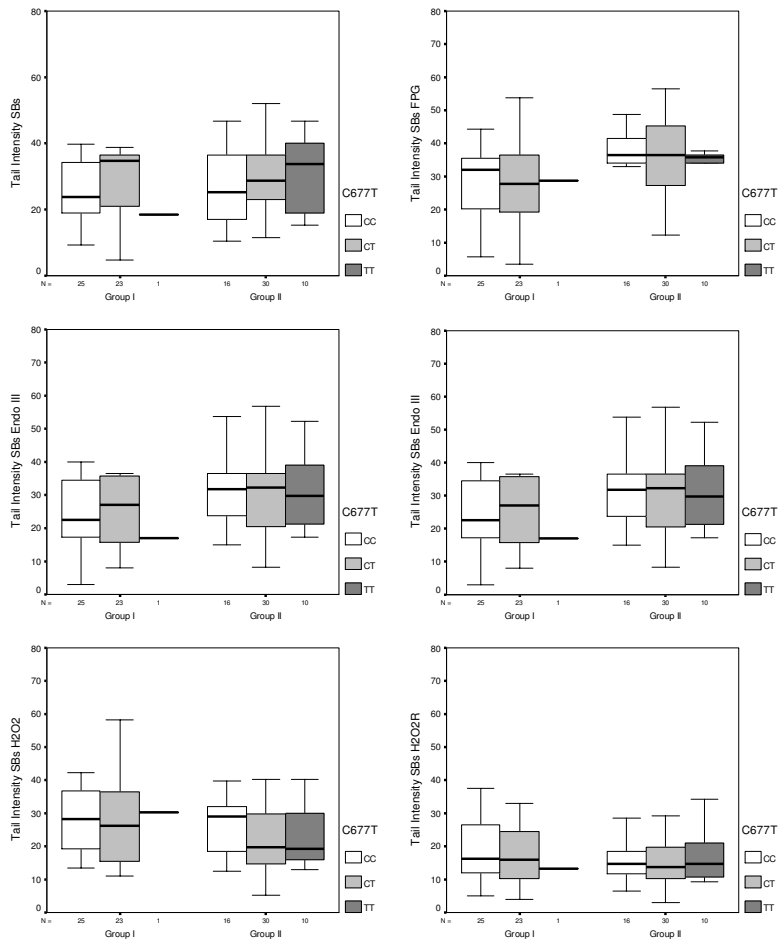 Tail Intensity SBs
80
60
40
20
0
N =
25
23
1
16
30
10
Group I
Group II
C677T
CC
CT
TT
Tail Intensity SBs FPG
80
70
60
50
40
30
20
10
0
N =
25
23
1
16
30
10
Group I
Group II
C677T
CC
CT
TT
Tail Intensity SBs Endo III
80
70
60
50
40
30
20
10
0
N =
25
23
1
16
30
10
Group I
Group II
C677T
CC
CT
TT
Tail Intensity SBs Endo III
80
70
60
50
40
30
20
10
0
N =
25
23
1
16
30
10
Group I
Group II
C677T
CC
CT
TT
Tail Intensity SBs H2O2
80
70
60
50
40
30
20
10
0
N =
25
23
1
16
30
10
Group I
Group II
C677T
CC
CT
TT
Tail Intensity SBs H2O2R
80
70
60
50
40
30
20
10
0
N =
25
23
1
16
30
10
Group I
Group II
C677T
CC
CT
TT